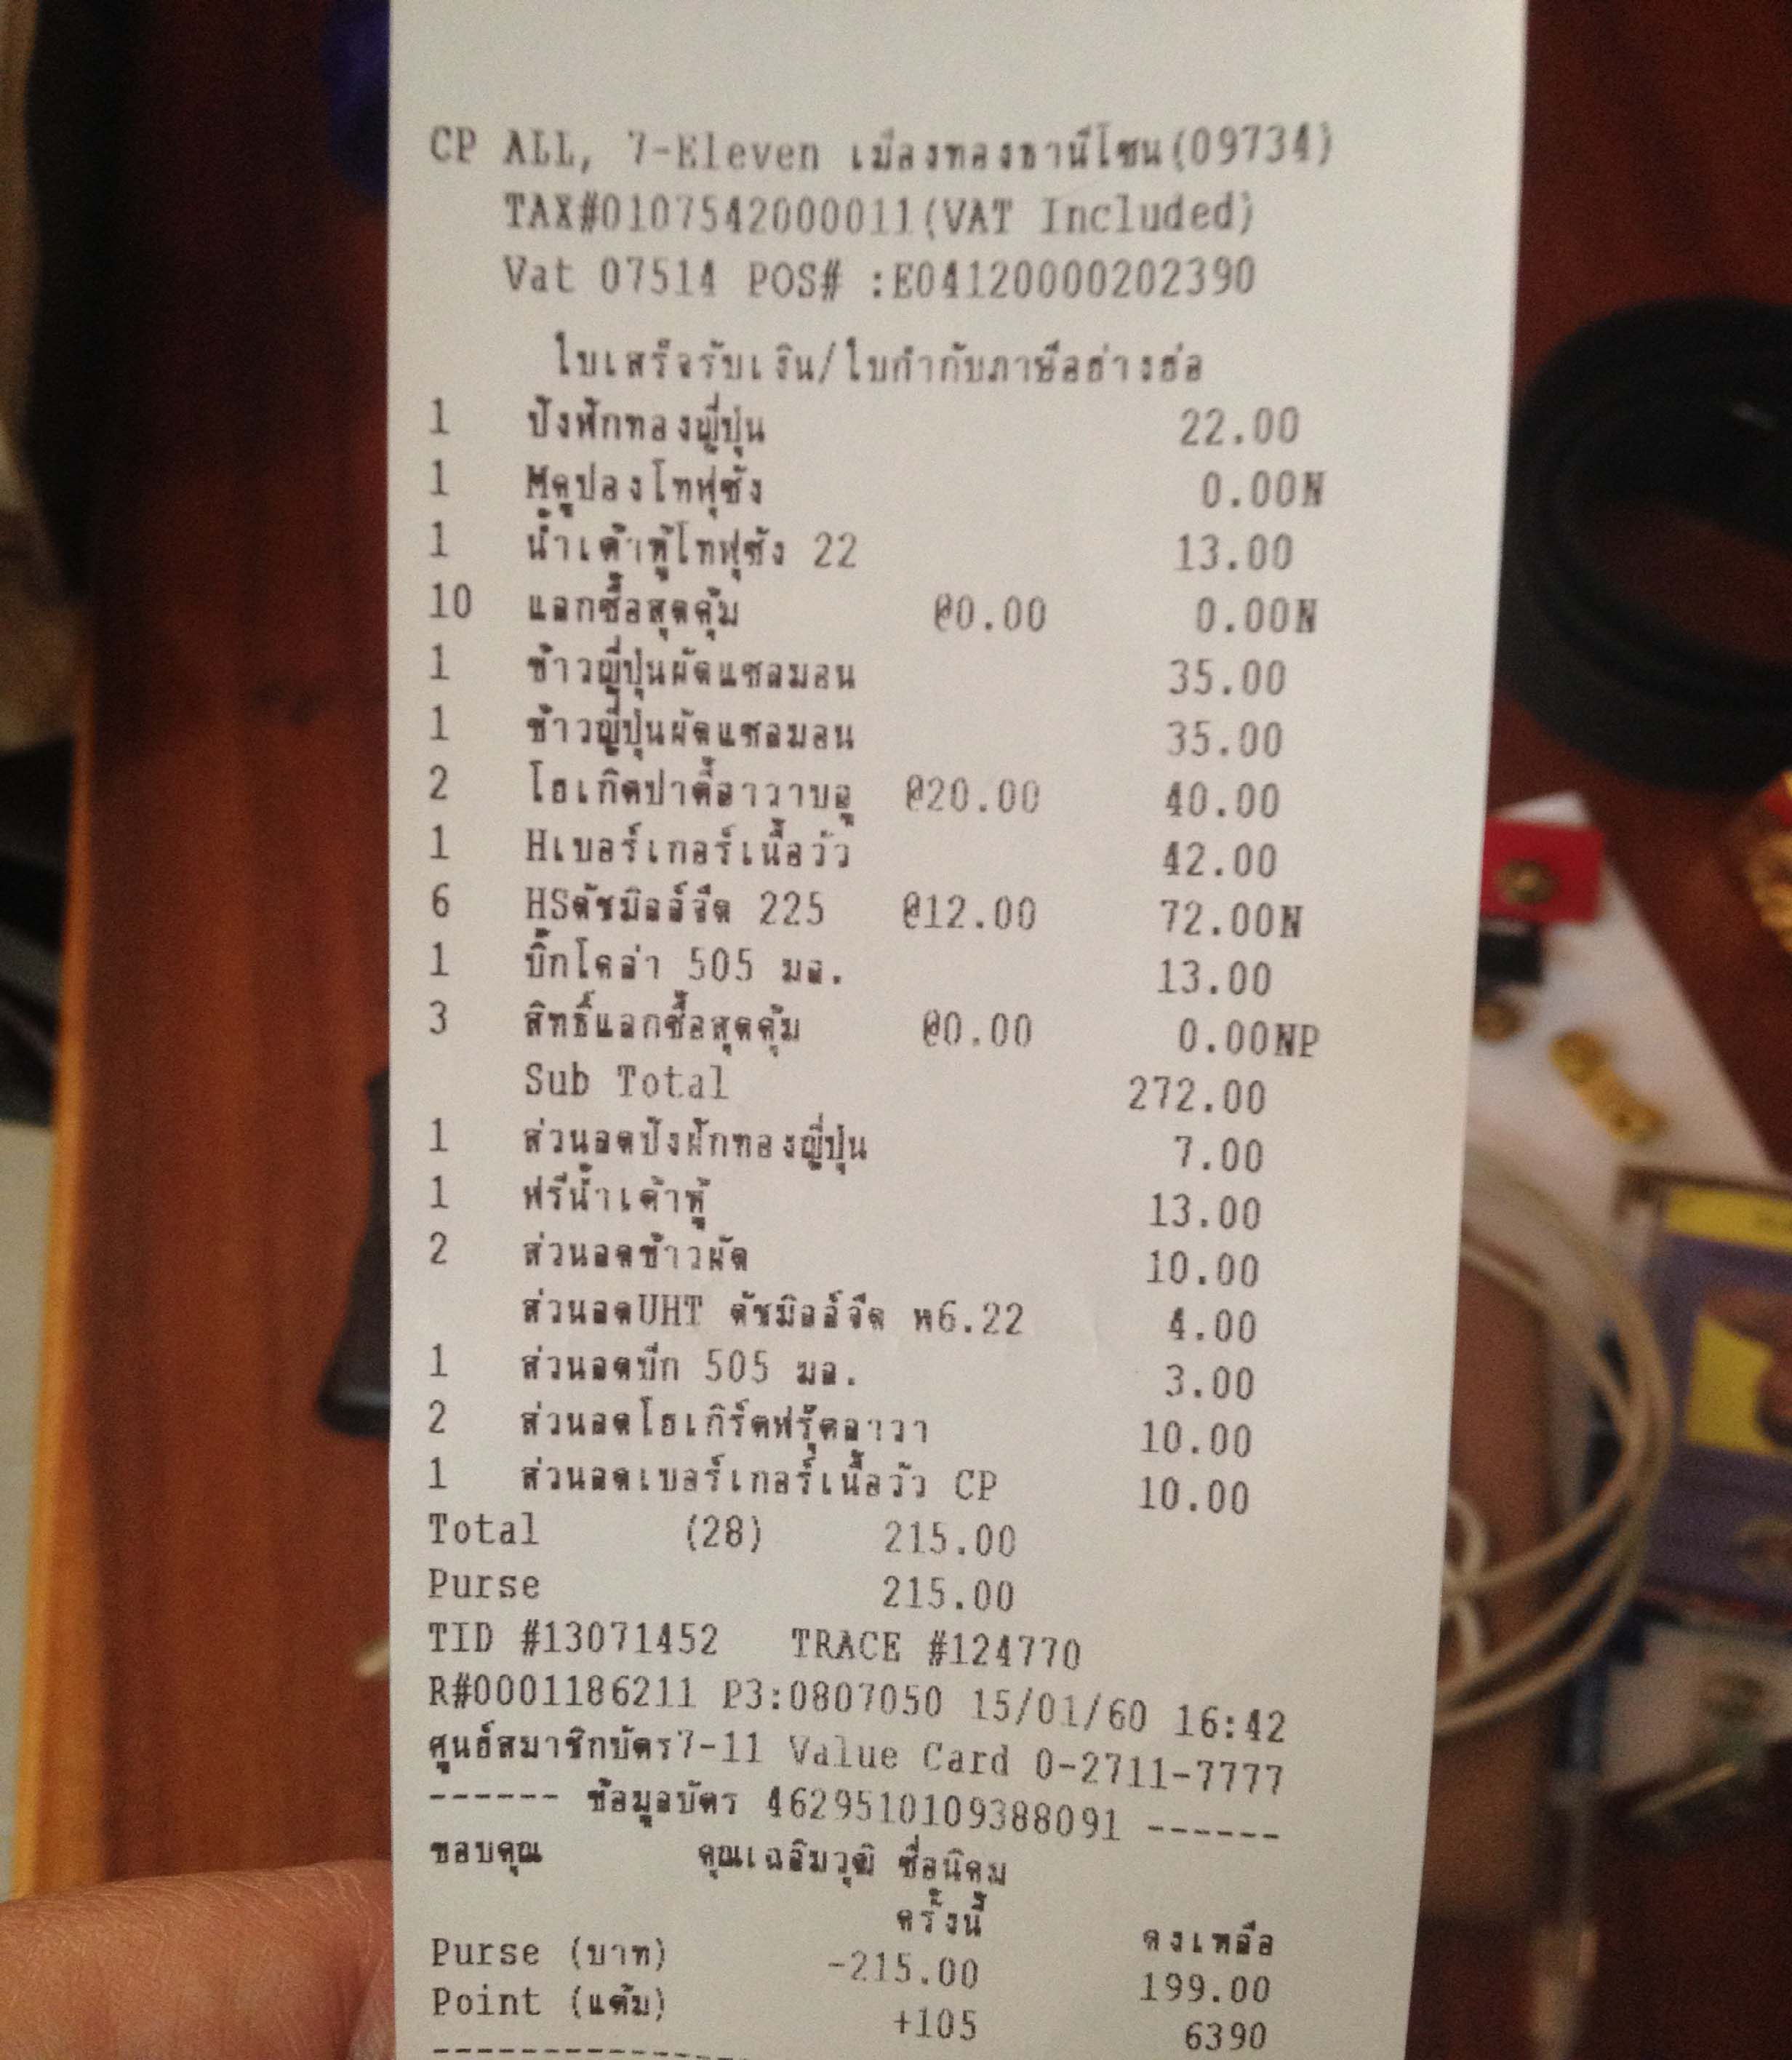 CP ALL, 7-Eleven เมืองทองธานีโซน(09734)
TAX#0107542000011(VAT Included)
Vat 07514 POS# :E04120000202390
ใบเสร็จรับเงิน/ใบกำกับภาษีอย่างย่อ
1 ปังฟักทองญี่ปุ่น 22.00
1 Mคูปองโทฟุซัง 0.00N
1 น้ำเต้าหู้โทฟุซัง 22 13.00
10 แลกซื้อสุดคุ้ม @0.00 0.00N
1 ข้าวญี่ปุ่นผัดแซลมอน 35.00
1 ข้าวญี่ปุ่นผัดแซลมอน 35.00
2 โยเกิตปาตี้ลาวาบลู @20.00 40.00
1 Hเบอร์เกอร์เนื้อวัว 42.00
6 HSดัชมิลล์จืด 225 @12.00 72.00N
1 บิ๊กโคล่า 505 มล. 13.00
3 สิทธิ์แลกซื้อสุดคุ้ม @0.00 0.00NP
Sub Total 272.00
1 ส่วนลดปังฟักทองญี่ปุ่น 7.00
1 ฟรีน้ำเต้าหู้ 13.00
2 ส่วนลดข้าวผัด 10.00
ส่วนลดUHT ดัชมิลล์จืด ห6.22 4.00
1 ส่วนลดบิ๊ก 505 มล. 3.00
2 ส่วนลดโยเกิร์ตฟรุ๊ตลาวา 10.00
1 ส่วนลดเบอร์เกอร์เนื้อวัว CP 10.00
Total (28) 215.00
Purse 215.00
TID #13071452 TRACE #124770
R#0001186211 P3:0807050 15/01/60 16:42
ศูนย์สมาชิกบัตร7-11 Value Card 0-2711-7777
------ ข้อมูลบัตร 4629510109388091 ------
ขอบคุณ คุณเฉลิมวุฒิ ชื่อนิคม
ครั้งนี้ คงเหลือ
Purse (บาท) -215.00 199.00
Point (แต้ม) +105 6390